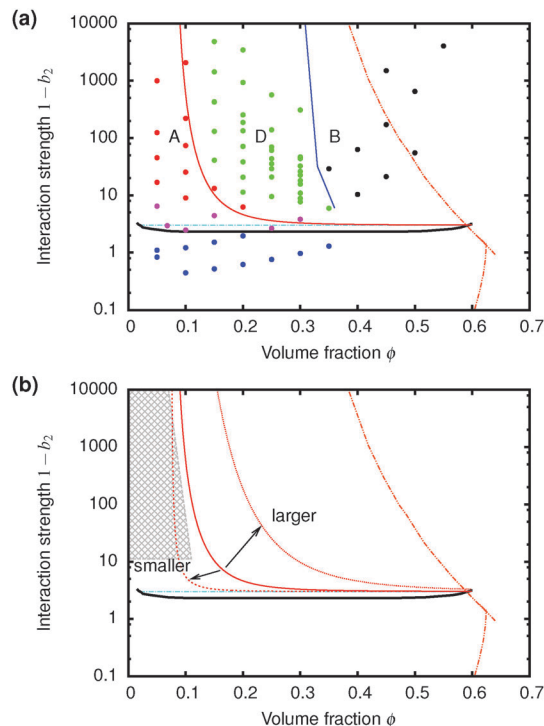 (a)
Interaction strength 1 − b₂
10000
1000
100
10
1
0.1
A
D
B
0 0.1 0.2 0.3 0.4 0.5 0.6 0.7
Volume fraction ϕ
(b)
Interaction strength 1 − b₂
10000
1000
100
10
1
0.1
larger
smaller
0 0.1 0.2 0.3 0.4 0.5 0.6 0.7
Volume fraction ϕ